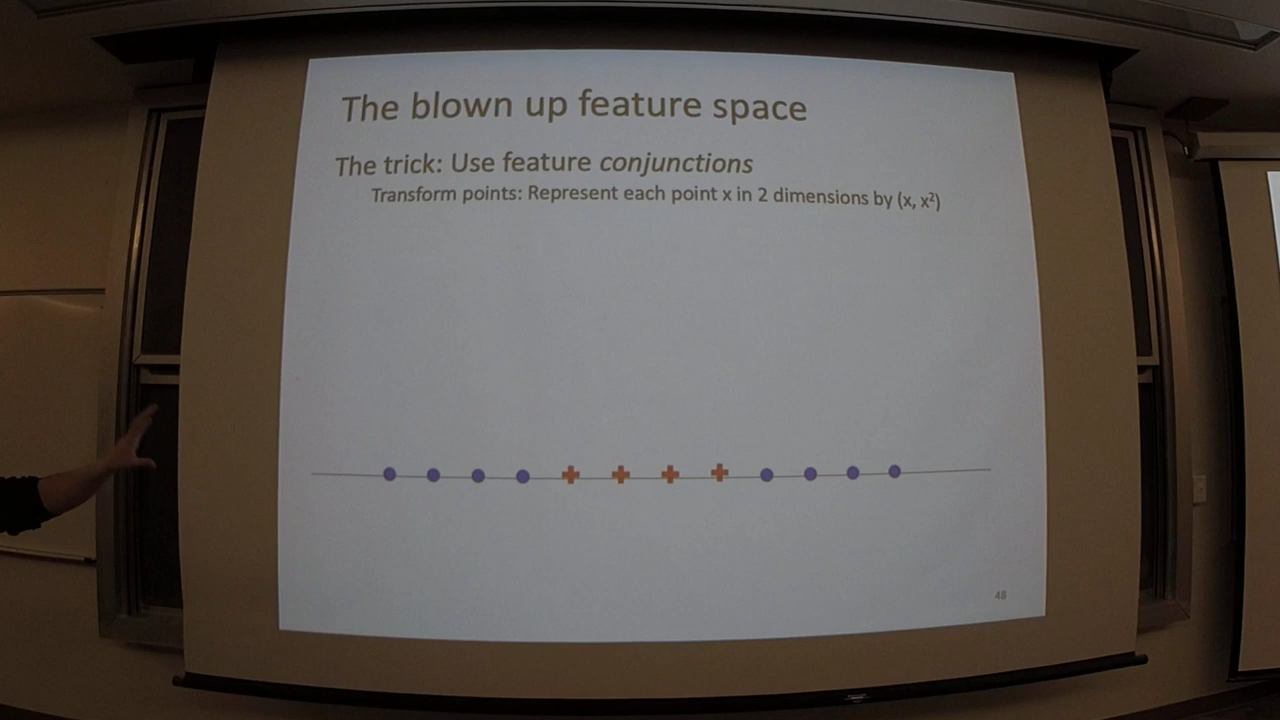 The blown up feature space
The trick: Use feature conjunctions
Transform points: Represent each point x in 2 dimensions by (x, x²)
48